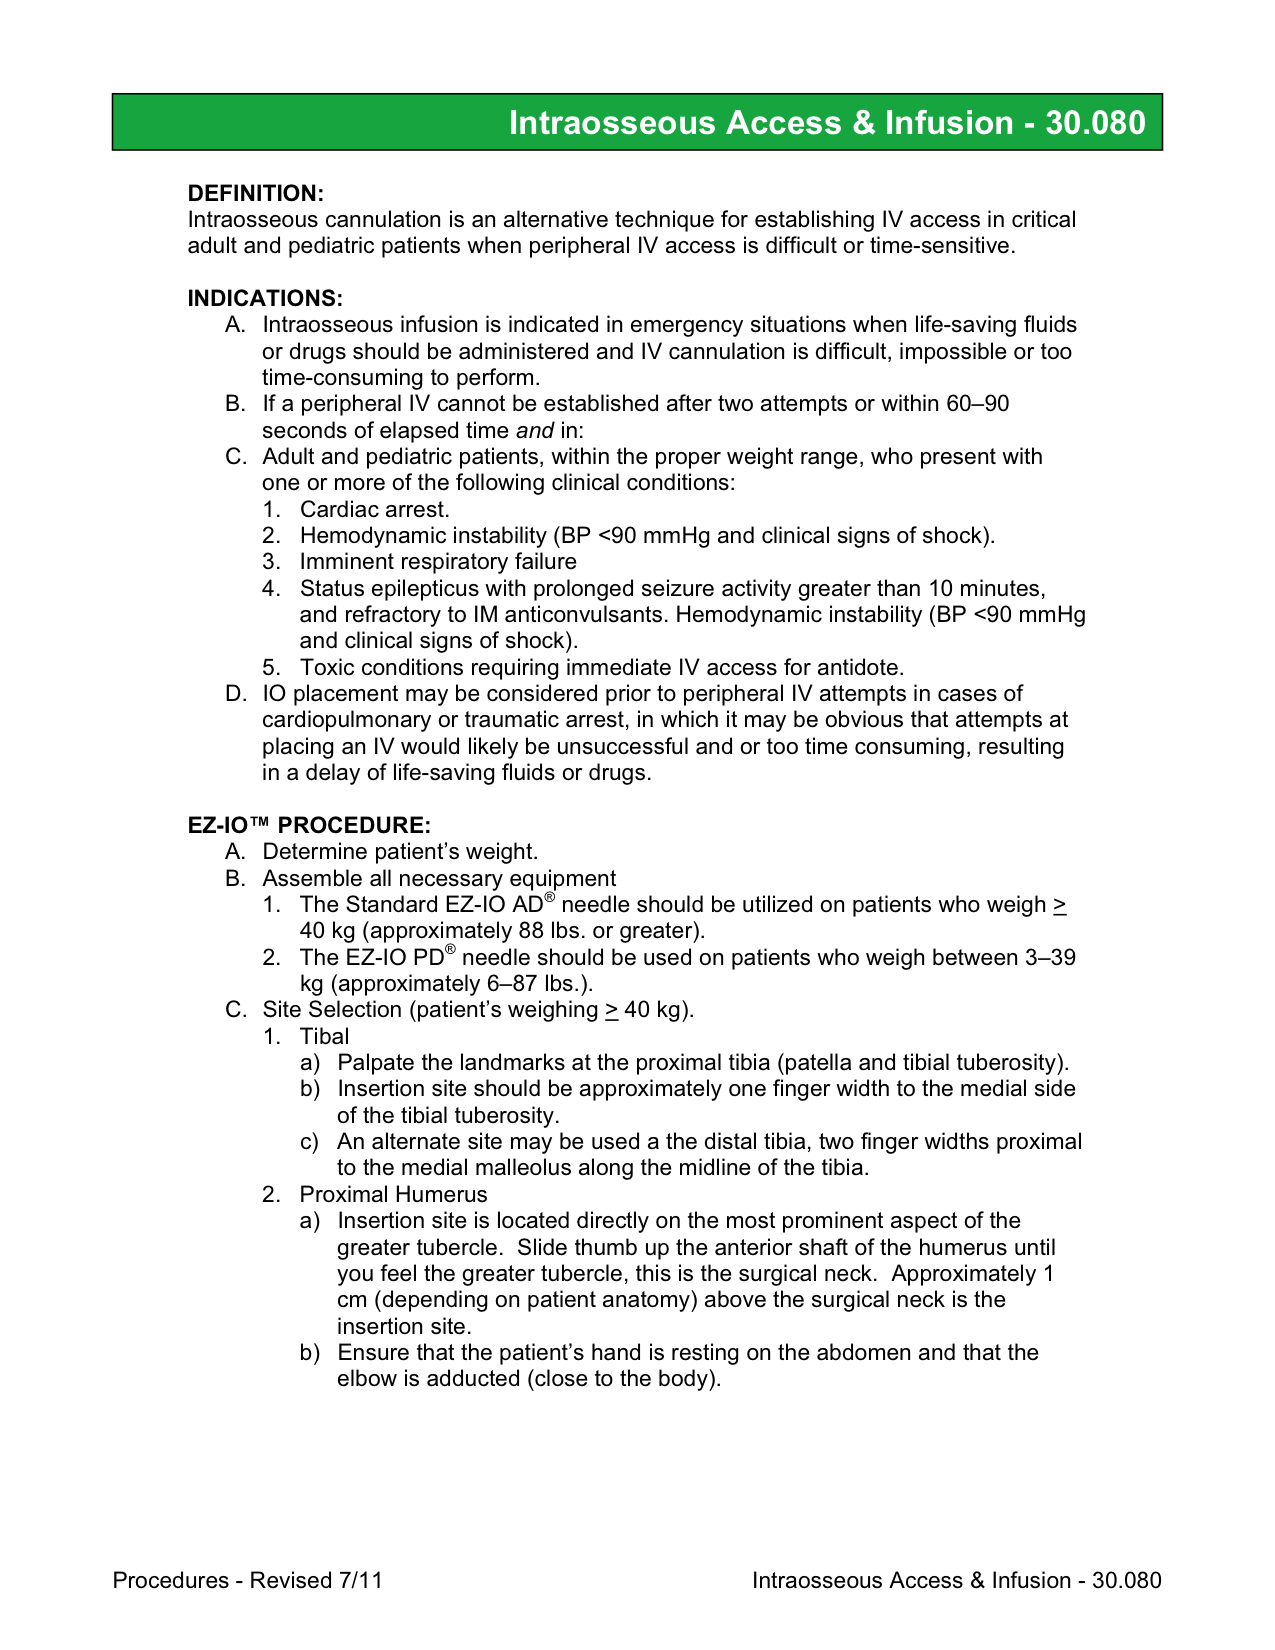 Intraosseous Access & Infusion - 30.080
DEFINITION:
Intraosseous cannulation is an alternative technique for establishing IV access in critical
adult and pediatric patients when peripheral IV access is difficult or time-sensitive.
INDICATIONS:
A. Intraosseous infusion is indicated in emergency situations when life-saving fluids
or drugs should be administered and IV cannulation is difficult, impossible or too
time-consuming to perform.
B. If a peripheral IV cannot be established after two attempts or within 60–90
seconds of elapsed time and in:
C. Adult and pediatric patients, within the proper weight range, who present with
one or more of the following clinical conditions:
1. Cardiac arrest.
2. Hemodynamic instability (BP <90 mmHg and clinical signs of shock).
3. Imminent respiratory failure
4. Status epilepticus with prolonged seizure activity greater than 10 minutes,
and refractory to IM anticonvulsants. Hemodynamic instability (BP <90 mmHg
and clinical signs of shock).
5. Toxic conditions requiring immediate IV access for antidote.
D. IO placement may be considered prior to peripheral IV attempts in cases of
cardiopulmonary or traumatic arrest, in which it may be obvious that attempts at
placing an IV would likely be unsuccessful and or too time consuming, resulting
in a delay of life-saving fluids or drugs.
EZ-IO™ PROCEDURE:
A. Determine patient’s weight.
B. Assemble all necessary equipment
1. The Standard EZ-IO AD® needle should be utilized on patients who weigh >
40 kg (approximately 88 lbs. or greater).
2. The EZ-IO PD® needle should be used on patients who weigh between 3–39
kg (approximately 6–87 lbs.).
C. Site Selection (patient’s weighing > 40 kg).
1. Tibal
a) Palpate the landmarks at the proximal tibia (patella and tibial tuberosity).
b) Insertion site should be approximately one finger width to the medial side
of the tibial tuberosity.
c) An alternate site may be used a the distal tibia, two finger widths proximal
to the medial malleolus along the midline of the tibia.
2. Proximal Humerus
a) Insertion site is located directly on the most prominent aspect of the
greater tubercle. Slide thumb up the anterior shaft of the humerus until
you feel the greater tubercle, this is the surgical neck. Approximately 1
cm (depending on patient anatomy) above the surgical neck is the
insertion site.
b) Ensure that the patient’s hand is resting on the abdomen and that the
elbow is adducted (close to the body).
Procedures - Revised 7/11
Intraosseous Access & Infusion - 30.080